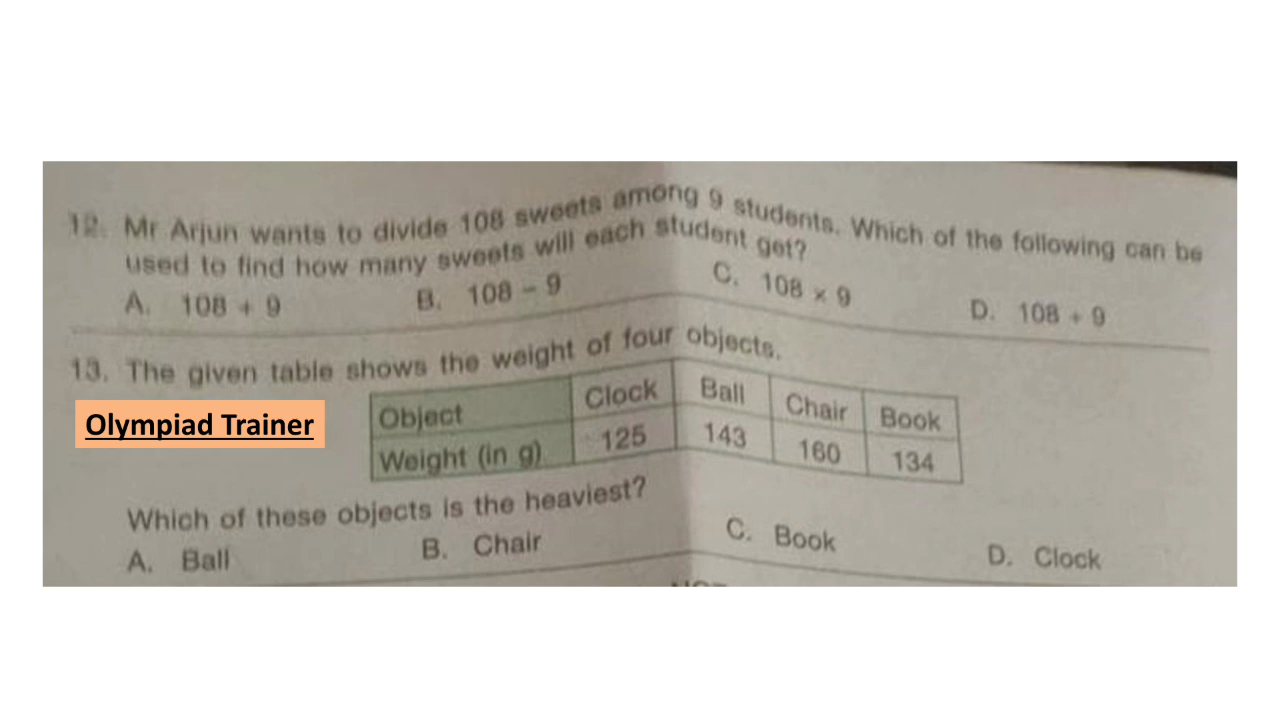 12. Mr Arjun wants to divide 108 sweets among 9 students. Which of the following can be
used to find how many sweets will each student get?
A. 108 + 9 B. 108 – 9 C. 108 × 9 D. 108 ÷ 9
13. The given table shows the weight of four objects.
Olympiad Trainer
Object Clock Ball Chair Book
Weight (in g) 125 143 160 134
Which of these objects is the heaviest?
A. Ball B. Chair C. Book D. Clock